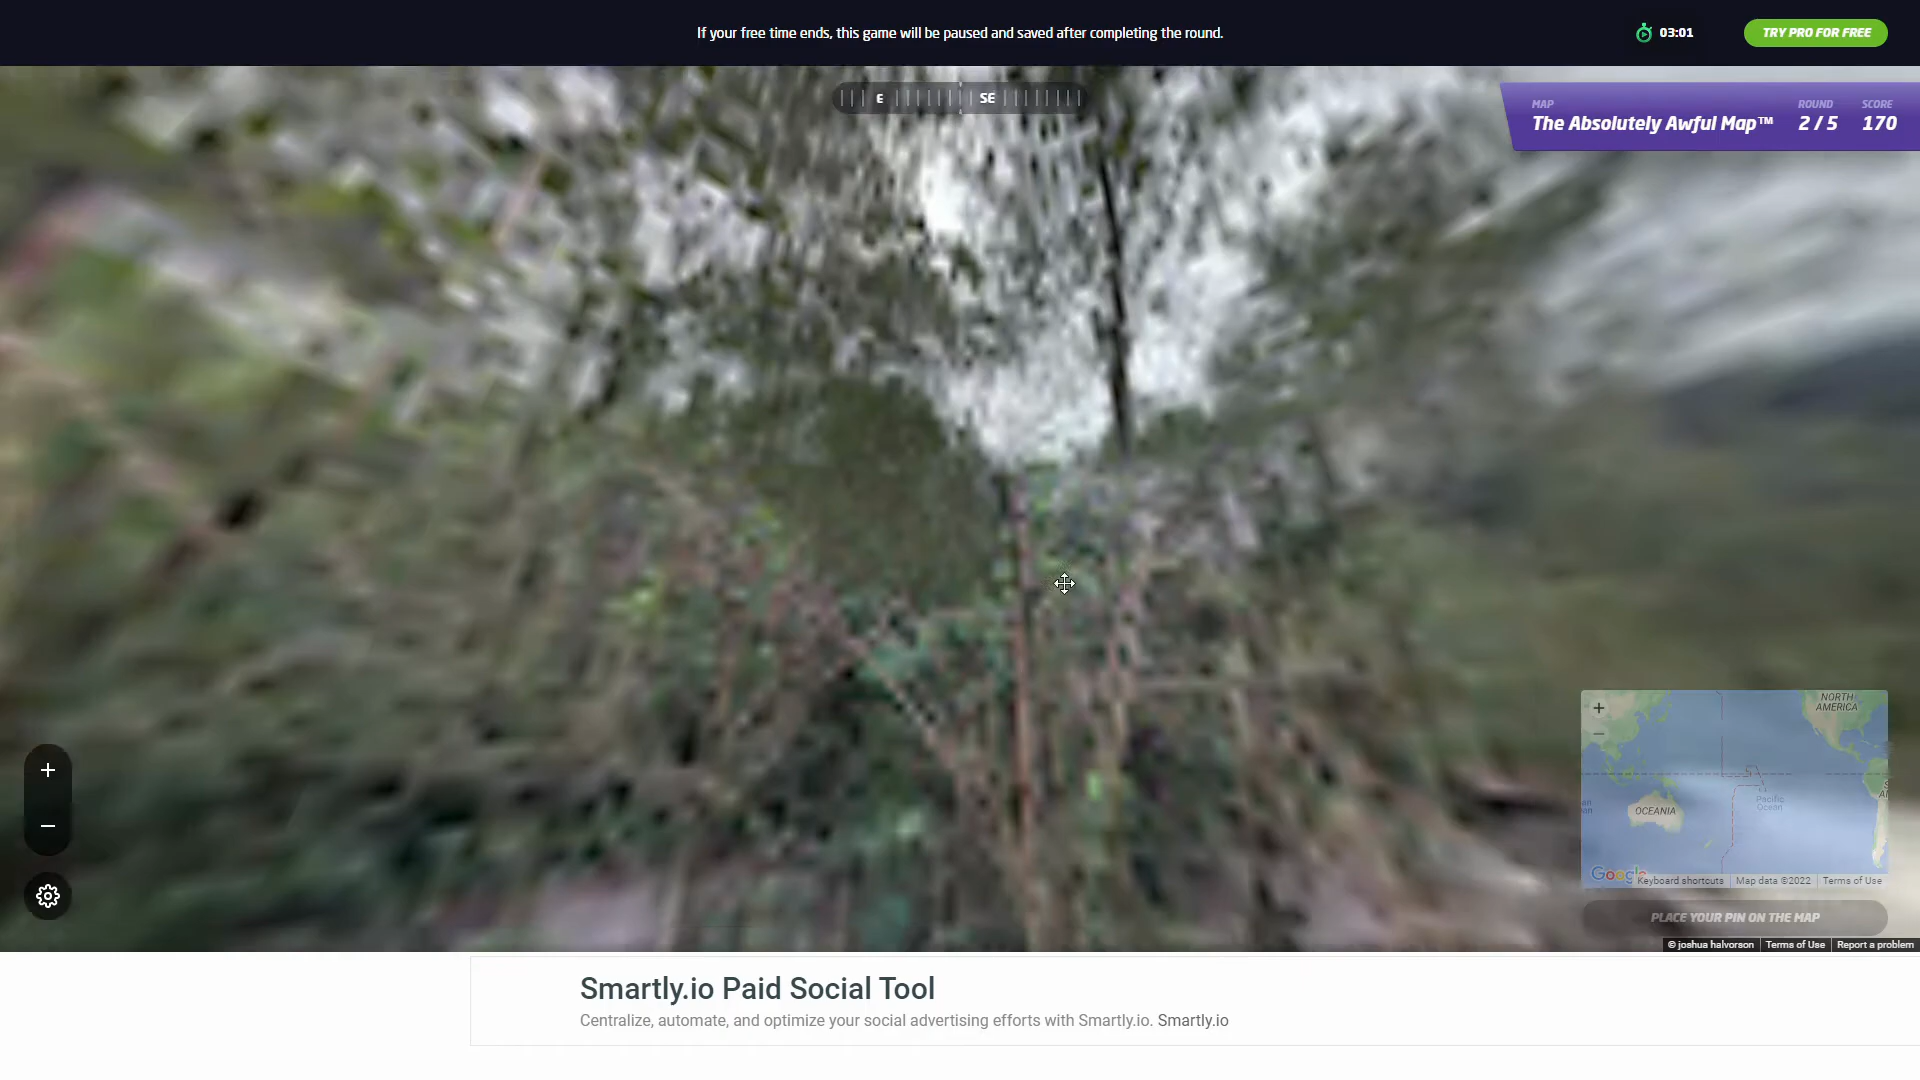 If your free time ends, this game will be paused and saved after completing the round.
03:01
TRY PRO FOR FREE
E
SE
MAP
The Absolutely Awful Map™
ROUND
2 / 5
SCORE
170
NORTH
AMERICA
OCEANIA
Pacific
Ocean
Google
Keyboard shortcuts
Map data ©2022
Terms of Use
PLACE YOUR PIN ON THE MAP
© joshua halvorson
Terms of Use
Report a problem
Smartly.io Paid Social Tool
Centralize, automate, and optimize your social advertising efforts with Smartly.io. Smartly.io